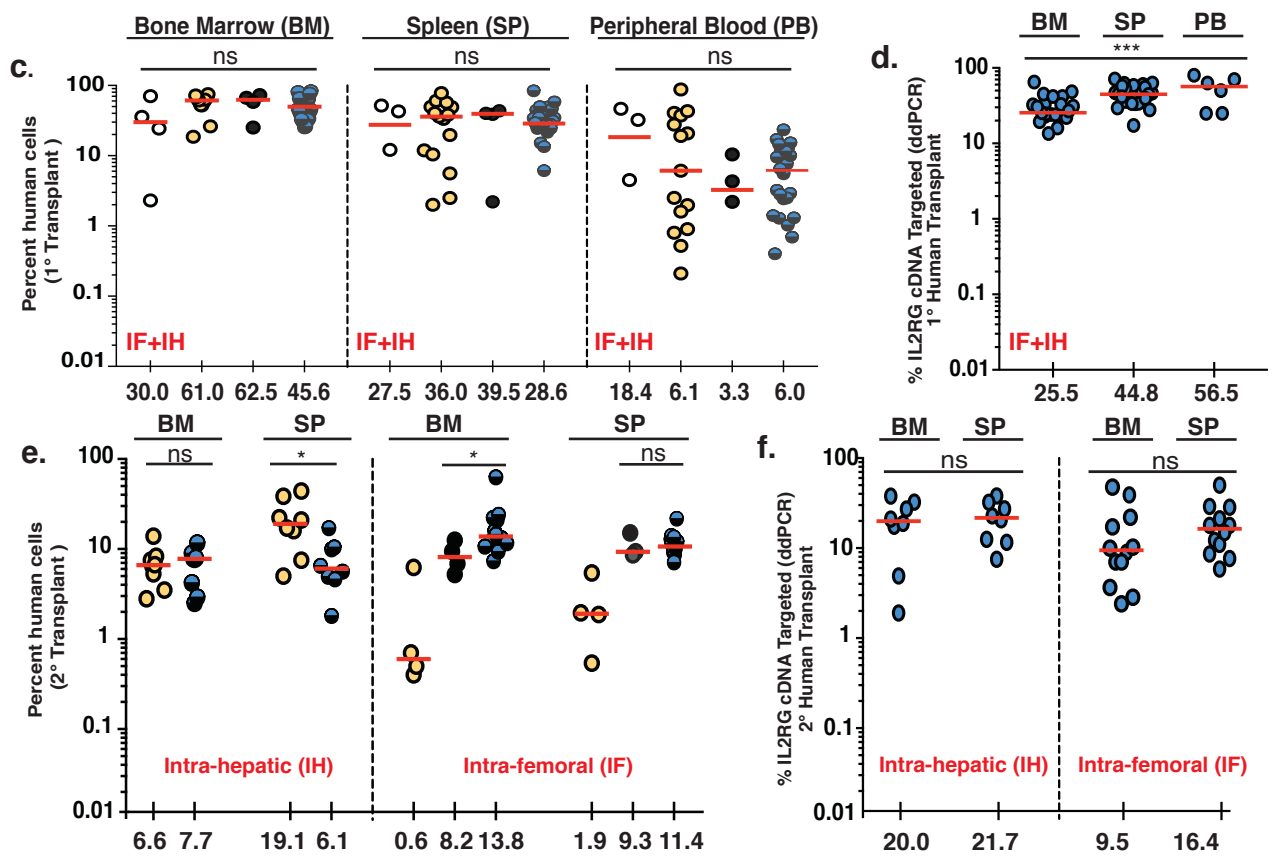 c.
Bone Marrow (BM) Spleen (SP) Peripheral Blood (PB)
ns ns ns
Percent human cells
(1° Transplant)
100
10
1
0.1
0.01
IF+IH IF+IH IF+IH
30.0 61.0 62.5 45.6 27.5 36.0 39.5 28.6 18.4 6.1 3.3 6.0
d.
BM SP PB
***
% IL2RG cDNA Targeted (ddPCR)
1° Human Transplant
100
10
1
0.1
0.01
IF+IH
25.5 44.8 56.5
e.
BM SP BM SP
ns * * ns
Percent human cells
(2° Transplant )
100
10
1
0.1
0.01
Intra-hepatic (IH) Intra-femoral (IF)
6.6 7.7 19.1 6.1 0.6 8.2 13.8 1.9 9.3 11.4
f.
BM SP BM SP
ns ns
% IL2RG cDNA Targeted (ddPCR)
2° Human Transplant
100
10
1
0.1
0.01
Intra-hepatic (IH) Intra-femoral (IF)
20.0 21.7 9.5 16.4